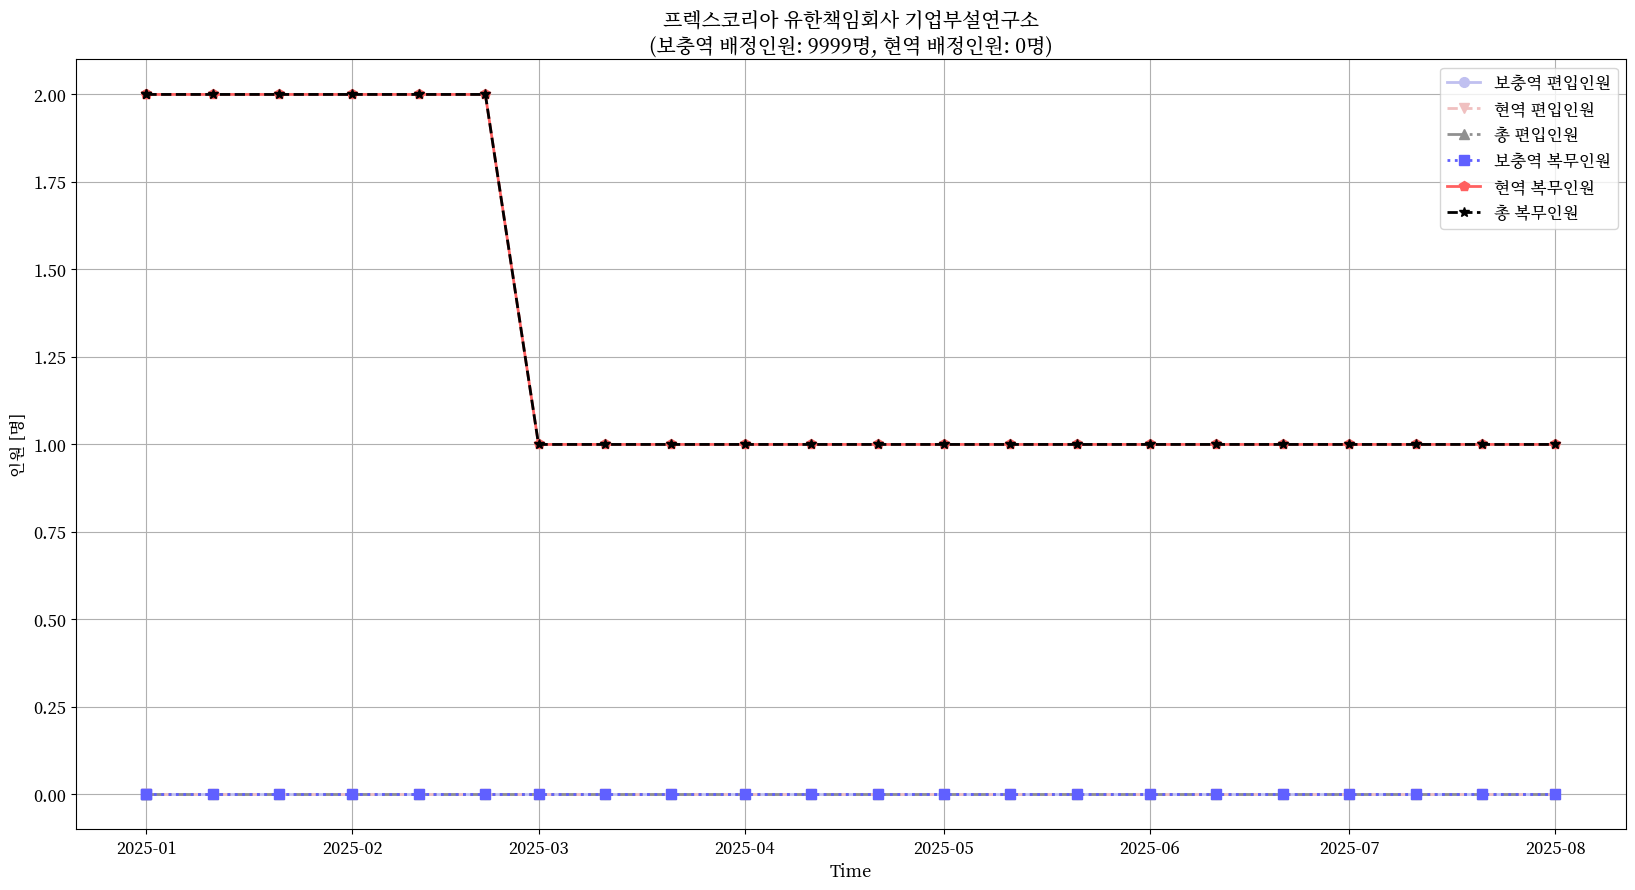 프렉스코리아 유한책임회사 기업부설연구소
(보충역 배정인원: 9999명, 현역 배정인원: 0명)
보충역 편입인원
현역 편입인원
총 편입인원
보충역 복무인원
현역 복무인원
총 복무인원
인원 [명]
2.00
1.75
1.50
1.25
1.00
0.75
0.50
0.25
0.00
2025-01 2025-02 2025-03 2025-04 2025-05 2025-06 2025-07 2025-08
Time